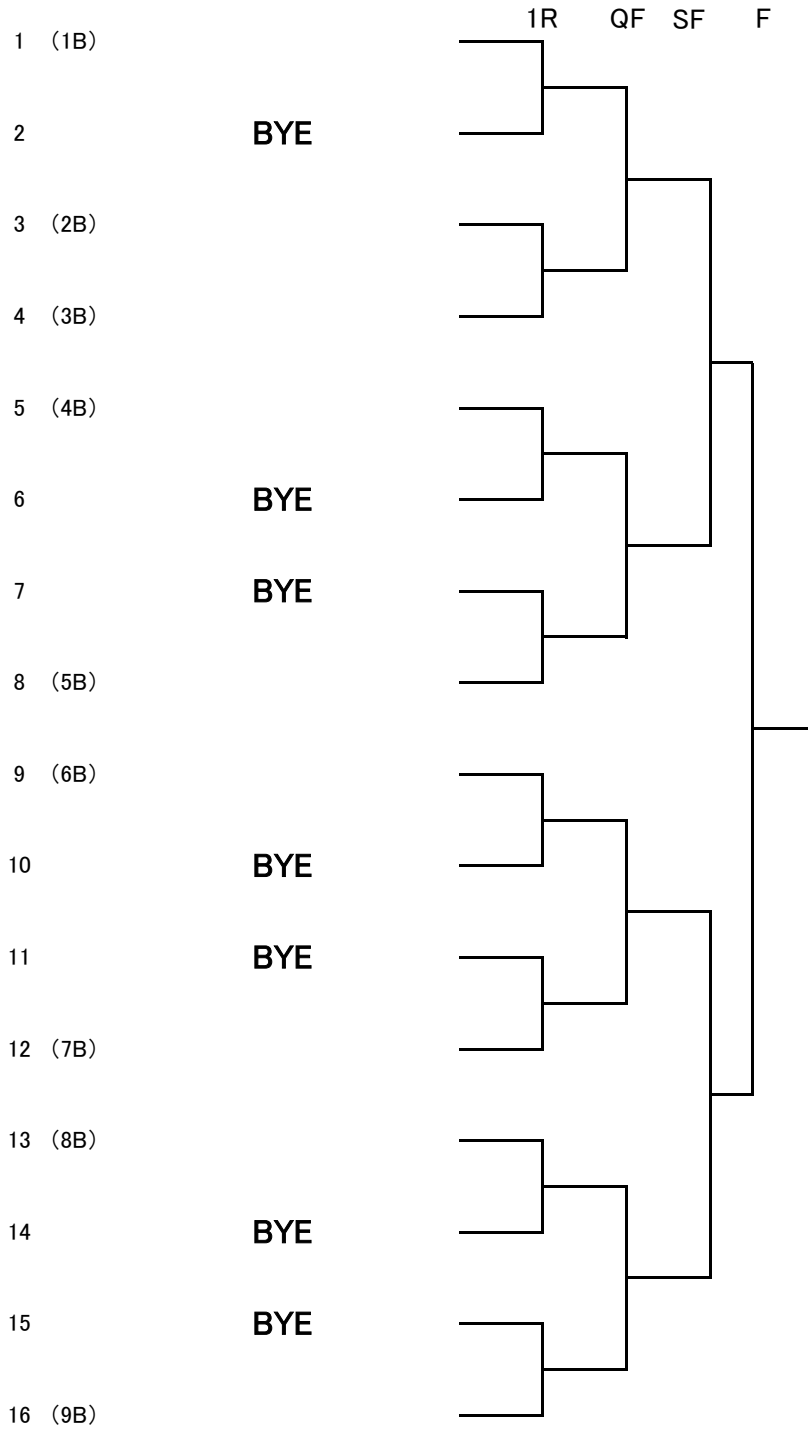 1R QF SF F
1 （1B）
2 BYE
3 （2B）
4 （3B）
5 （4B）
6 BYE
7 BYE
8 （5B）
9 （6B）
10 BYE
11 BYE
12 （7B）
13 （8B）
14 BYE
15 BYE
16 （9B）